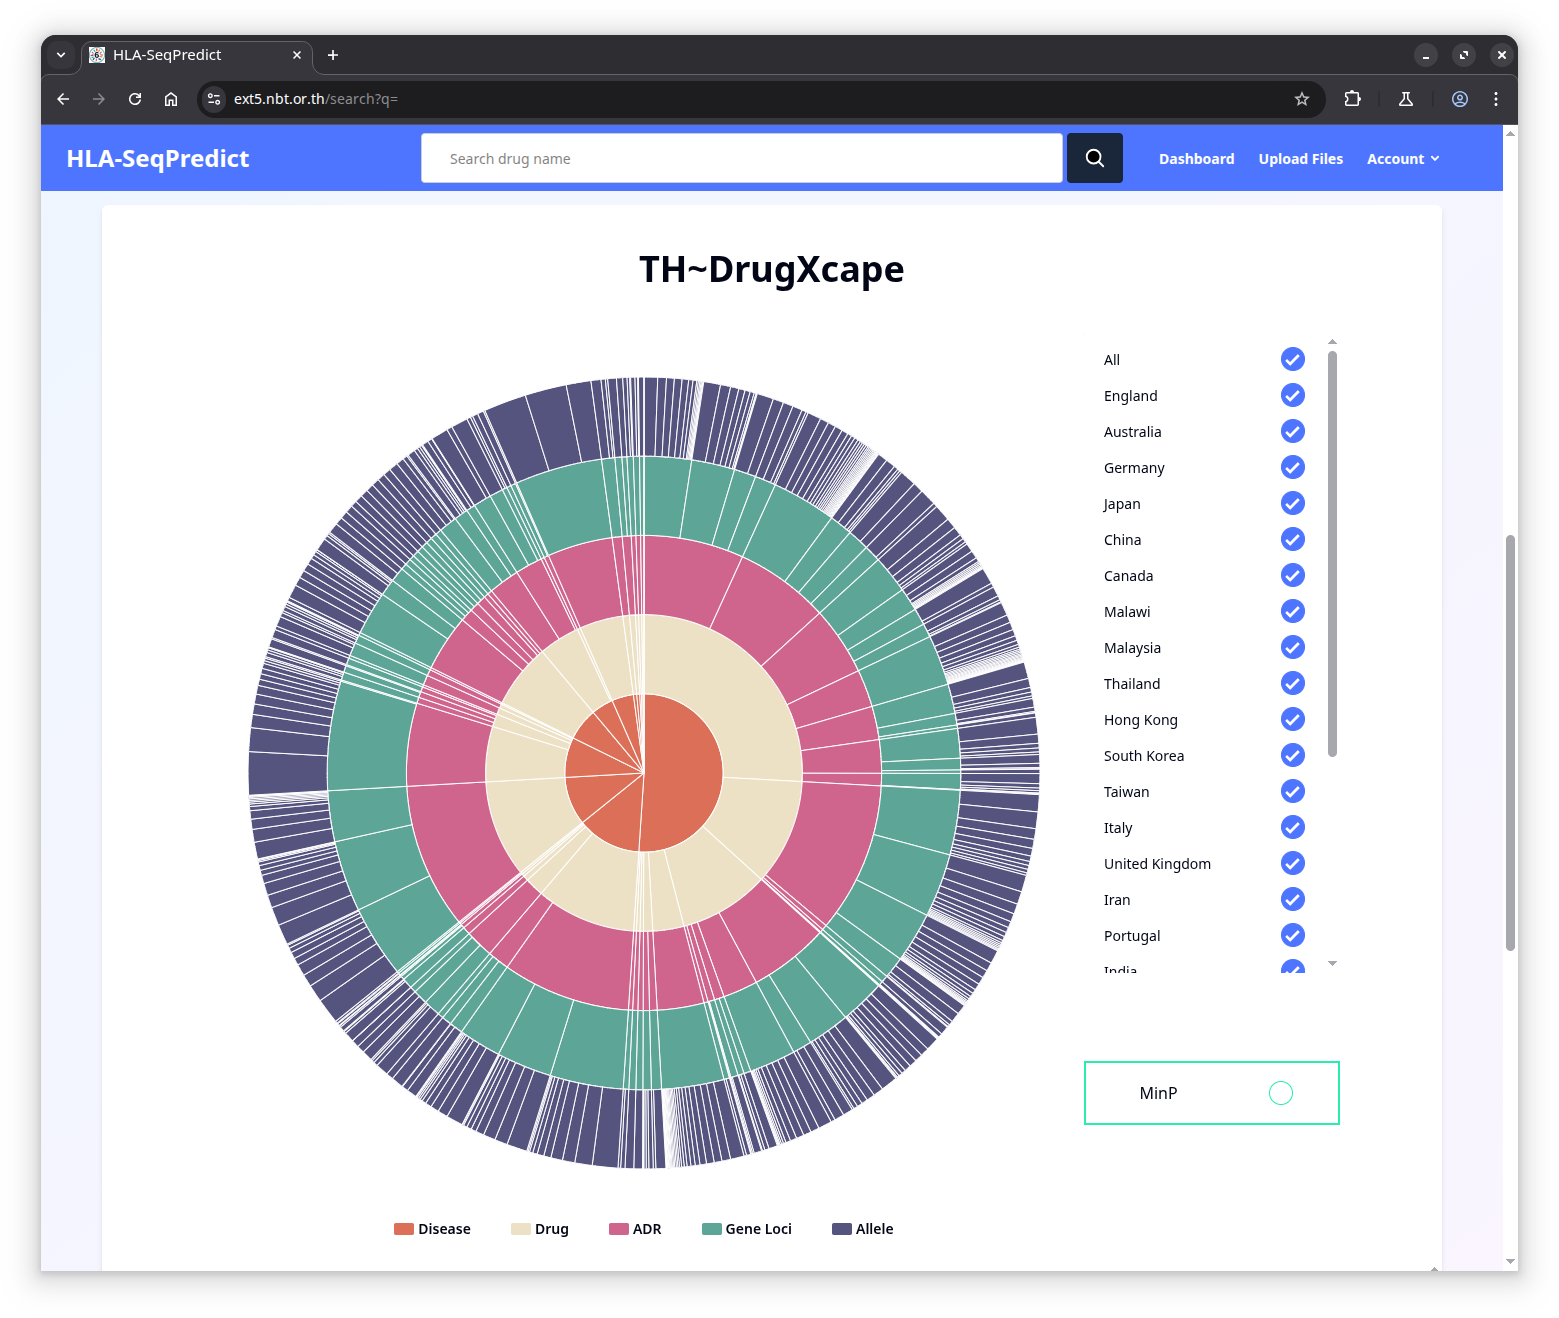 HLA-SeqPredict
ext5.nbt.or.th/search?q=
HLA-SeqPredict
Search drug name
Dashboard
Upload Files
Account
TH~DrugXcape
All
England
Australia
Germany
Japan
China
Canada
Malawi
Malaysia
Thailand
Hong Kong
South Korea
Taiwan
Italy
United Kingdom
Iran
Portugal
India
MinP
Disease Drug ADR Gene Loci Allele